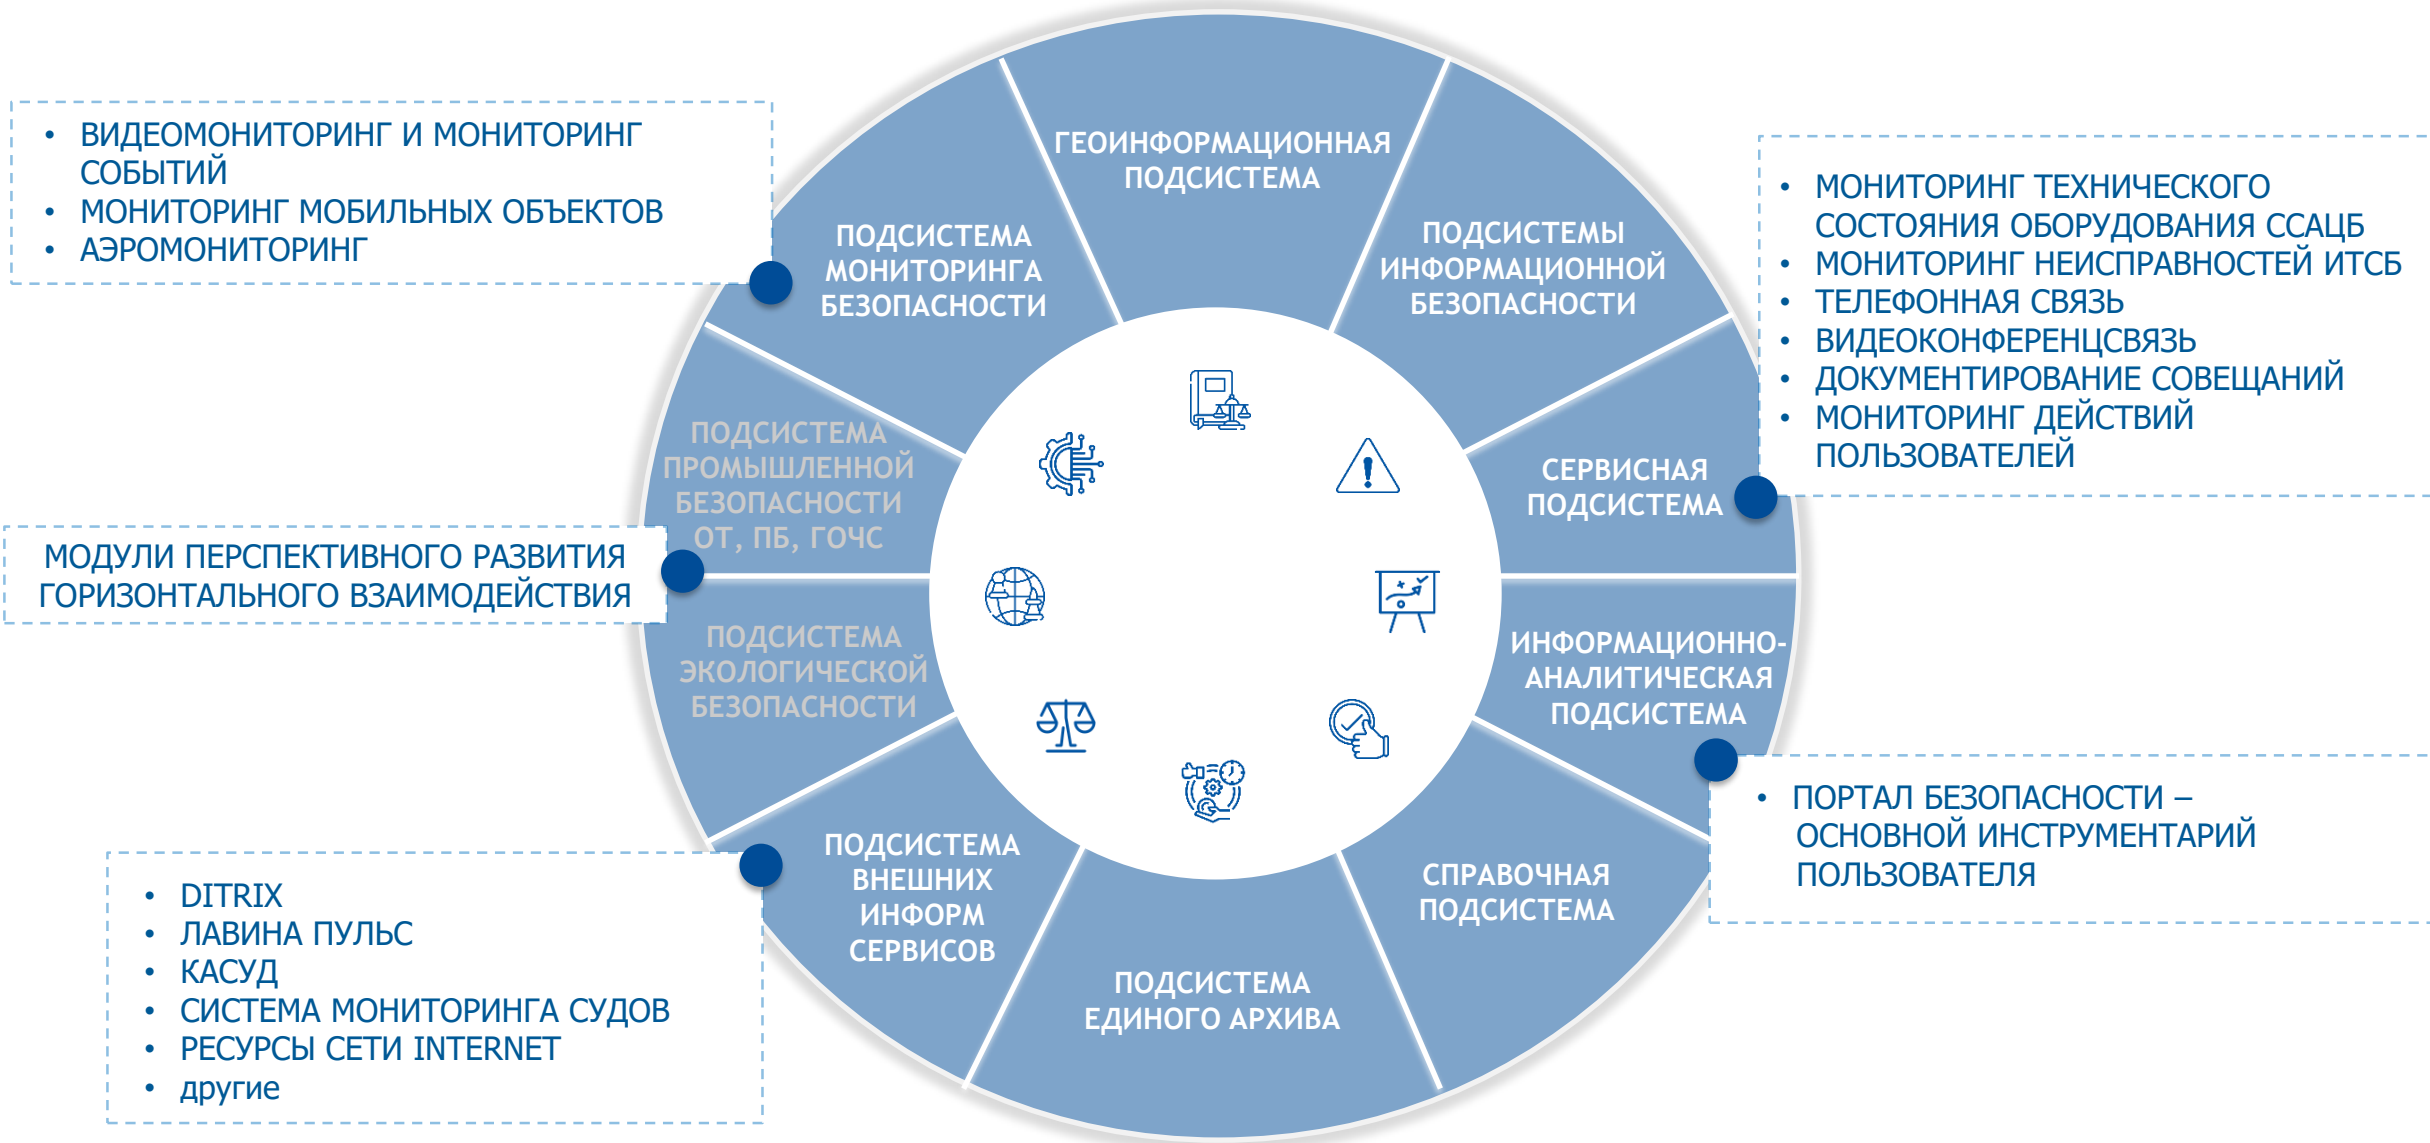 ГЕОИНФОРМАЦИОННАЯ
ПОДСИСТЕМА
ПОДСИСТЕМЫ
ИНФОРМАЦИОННОЙ
БЕЗОПАСНОСТИ
СЕРВИСНАЯ
ПОДСИСТЕМА
• МОНИТОРИНГ ТЕХНИЧЕСКОГО
СОСТОЯНИЯ ОБОРУДОВАНИЯ ССАЦБ
• МОНИТОРИНГ НЕИСПРАВНОСТЕЙ ИТСБ
• ТЕЛЕФОННАЯ СВЯЗЬ
• ВИДЕОКОНФЕРЕНЦСВЯЗЬ
• ДОКУМЕНТИРОВАНИЕ СОВЕЩАНИЙ
• МОНИТОРИНГ ДЕЙСТВИЙ
ПОЛЬЗОВАТЕЛЕЙ
ИНФОРМАЦИОННО-
АНАЛИТИЧЕСКАЯ
ПОДСИСТЕМА
• ПОРТАЛ БЕЗОПАСНОСТИ –
ОСНОВНОЙ ИНСТРУМЕНТАРИЙ
ПОЛЬЗОВАТЕЛЯ
СПРАВОЧНАЯ
ПОДСИСТЕМА
ПОДСИСТЕМА
ЕДИНОГО АРХИВА
ПОДСИСТЕМА
ВНЕШНИХ
ИНФОРМ
СЕРВИСОВ
• DITRIX
• ЛАВИНА ПУЛЬС
• КАСУД
• СИСТЕМА МОНИТОРИНГА СУДОВ
• РЕСУРСЫ СЕТИ INTERNET
• другие
ПОДСИСТЕМА
ЭКОЛОГИЧЕСКОЙ
БЕЗОПАСНОСТИ
МОДУЛИ ПЕРСПЕКТИВНОГО РАЗВИТИЯ
ГОРИЗОНТАЛЬНОГО ВЗАИМОДЕЙСТВИЯ
ПОДСИСТЕМА
ПРОМЫШЛЕННОЙ
БЕЗОПАСНОСТИ
ОТ, ПБ, ГОЧС
ПОДСИСТЕМА
МОНИТОРИНГА
БЕЗОПАСНОСТИ
• ВИДЕОМОНИТОРИНГ И МОНИТОРИНГ
СОБЫТИЙ
• МОНИТОРИНГ МОБИЛЬНЫХ ОБЪЕКТОВ
• АЭРОМОНИТОРИНГ